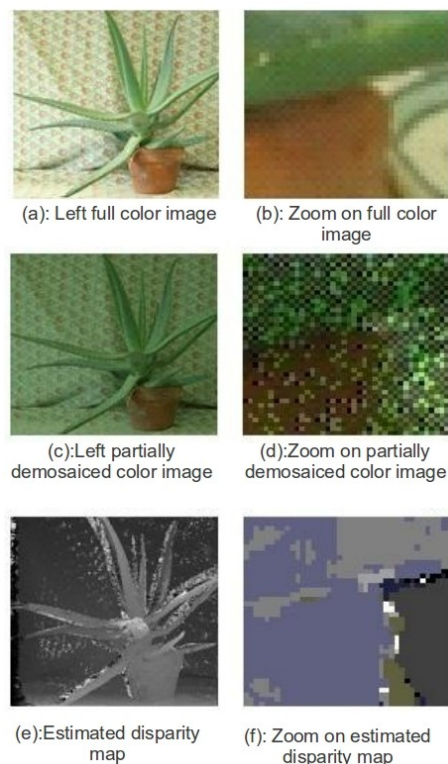 (a): Left full color image
(b): Zoom on full color
image
(c):Left partially
demosaiced color image
(d):Zoom on partially
demosaiced color image
(e):Estimated disparity
map
(f): Zoom on estimated
disparity map